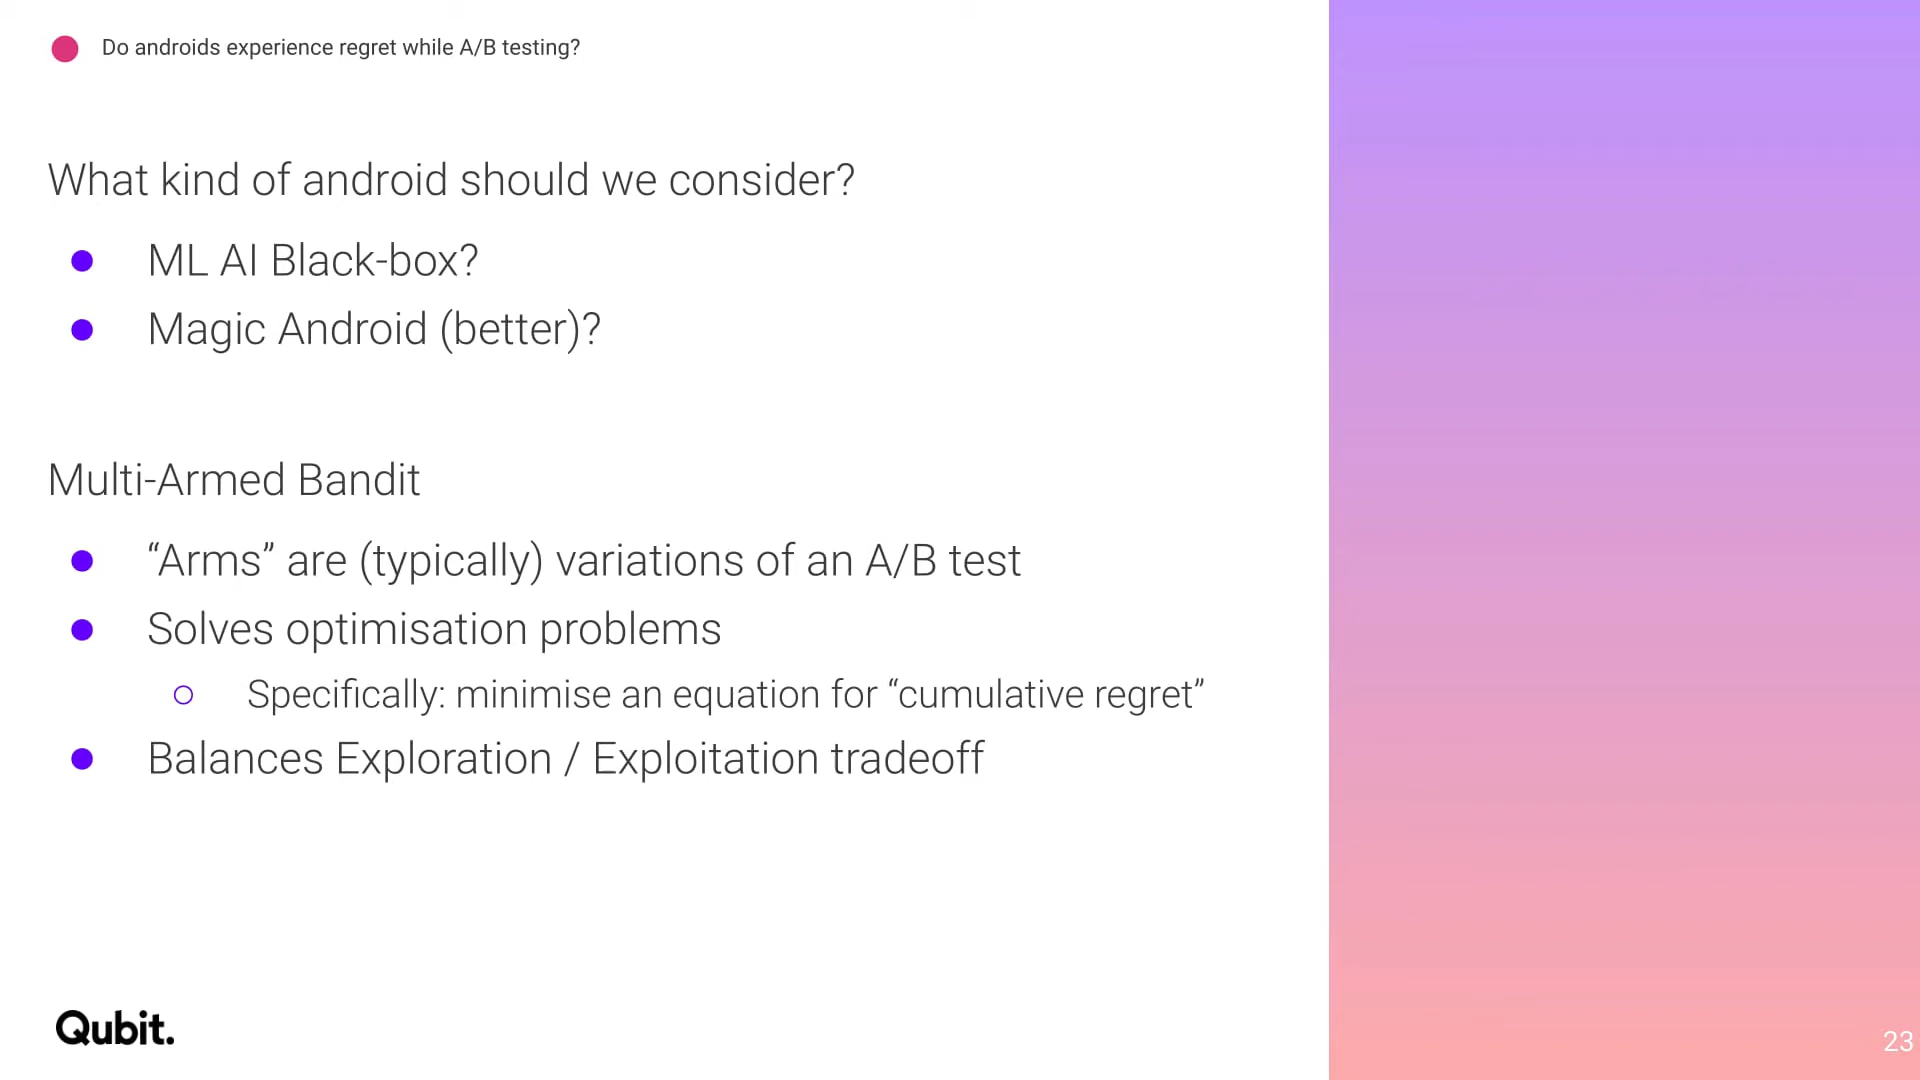 Do androids experience regret while A/B testing?
What kind of android should we consider?
ML AI Black-box?
Magic Android (better)?
Multi-Armed Bandit
“Arms” are (typically) variations of an A/B test
Solves optimisation problems
Specifically: minimise an equation for “cumulative regret”
Balances Exploration / Exploitation tradeoff
Qubit.
23